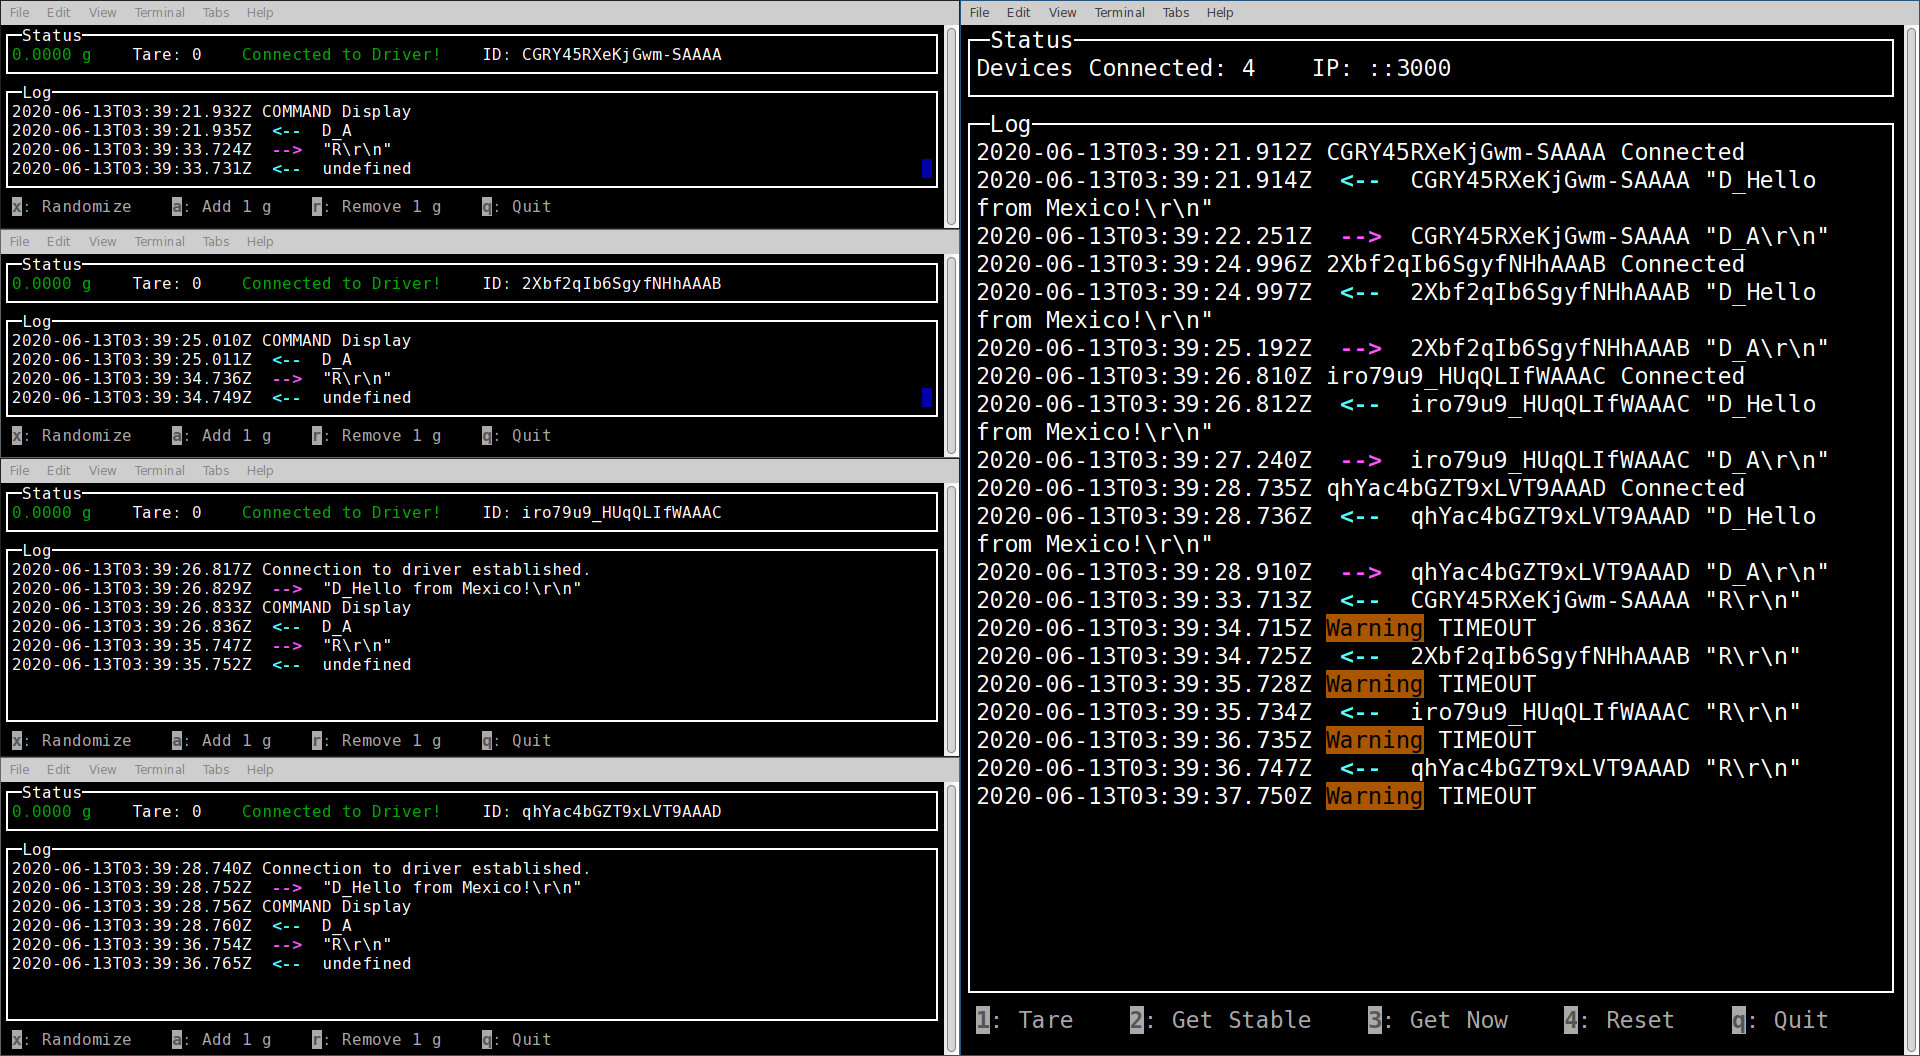 File Edit View Terminal Tabs Help
Status
0.0000 g Tare: 0 Connected to Driver! ID: CGRY45RXeKjGwm-SAAAA
Log
2020-06-13T03:39:21.932Z COMMAND Display
2020-06-13T03:39:21.935Z <-- D_A
2020-06-13T03:39:33.724Z --> "R\r\n"
2020-06-13T03:39:33.731Z <-- undefined
x: Randomize a: Add 1 g r: Remove 1 g q: Quit
File Edit View Terminal Tabs Help
Status
0.0000 g Tare: 0 Connected to Driver! ID: 2Xbf2qIb6SgyfNHhAAAB
Log
2020-06-13T03:39:25.010Z COMMAND Display
2020-06-13T03:39:25.011Z <-- D_A
2020-06-13T03:39:34.736Z --> "R\r\n"
2020-06-13T03:39:34.749Z <-- undefined
x: Randomize a: Add 1 g r: Remove 1 g q: Quit
File Edit View Terminal Tabs Help
Status
0.0000 g Tare: 0 Connected to Driver! ID: iro79u9_HUqQLIfWAAAC
Log
2020-06-13T03:39:26.817Z Connection to driver established.
2020-06-13T03:39:26.829Z --> "D_Hello from Mexico!\r\n"
2020-06-13T03:39:26.833Z COMMAND Display
2020-06-13T03:39:26.836Z <-- D_A
2020-06-13T03:39:35.747Z --> "R\r\n"
2020-06-13T03:39:35.752Z <-- undefined
x: Randomize a: Add 1 g r: Remove 1 g q: Quit
File Edit View Terminal Tabs Help
Status
0.0000 g Tare: 0 Connected to Driver! ID: qhYac4bGZT9xLVT9AAAD
Log
2020-06-13T03:39:28.740Z Connection to driver established.
2020-06-13T03:39:28.752Z --> "D_Hello from Mexico!\r\n"
2020-06-13T03:39:28.756Z COMMAND Display
2020-06-13T03:39:28.760Z <-- D_A
2020-06-13T03:39:36.754Z --> "R\r\n"
2020-06-13T03:39:36.765Z <-- undefined
x: Randomize a: Add 1 g r: Remove 1 g q: Quit
File Edit View Terminal Tabs Help
Status
Devices Connected: 4 IP: ::3000
Log
2020-06-13T03:39:21.912Z CGRY45RXeKjGwm-SAAAA Connected
2020-06-13T03:39:21.914Z <-- CGRY45RXeKjGwm-SAAAA "D_Hello
from Mexico!\r\n"
2020-06-13T03:39:22.251Z --> CGRY45RXeKjGwm-SAAAA "D_A\r\n"
2020-06-13T03:39:24.996Z 2Xbf2qIb6SgyfNHhAAAB Connected
2020-06-13T03:39:24.997Z <-- 2Xbf2qIb6SgyfNHhAAAB "D_Hello
from Mexico!\r\n"
2020-06-13T03:39:25.192Z --> 2Xbf2qIb6SgyfNHhAAAB "D_A\r\n"
2020-06-13T03:39:26.810Z iro79u9_HUqQLIfWAAAC Connected
2020-06-13T03:39:26.812Z <-- iro79u9_HUqQLIfWAAAC "D_Hello
from Mexico!\r\n"
2020-06-13T03:39:27.240Z --> iro79u9_HUqQLIfWAAAC "D_A\r\n"
2020-06-13T03:39:28.735Z qhYac4bGZT9xLVT9AAAD Connected
2020-06-13T03:39:28.736Z <-- qhYac4bGZT9xLVT9AAAD "D_Hello
from Mexico!\r\n"
2020-06-13T03:39:28.910Z --> qhYac4bGZT9xLVT9AAAD "D_A\r\n"
2020-06-13T03:39:33.713Z <-- CGRY45RXeKjGwm-SAAAA "R\r\n"
2020-06-13T03:39:34.715Z Warning TIMEOUT
2020-06-13T03:39:34.725Z <-- 2Xbf2qIb6SgyfNHhAAAB "R\r\n"
2020-06-13T03:39:35.728Z Warning TIMEOUT
2020-06-13T03:39:35.734Z <-- iro79u9_HUqQLIfWAAAC "R\r\n"
2020-06-13T03:39:36.735Z Warning TIMEOUT
2020-06-13T03:39:36.747Z <-- qhYac4bGZT9xLVT9AAAD "R\r\n"
2020-06-13T03:39:37.750Z Warning TIMEOUT
1: Tare 2: Get Stable 3: Get Now 4: Reset q: Quit